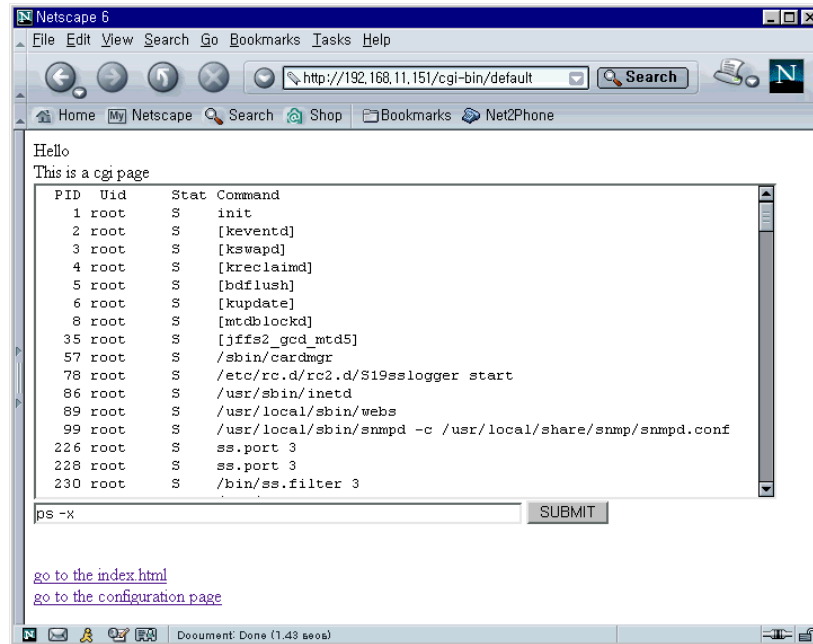 Netscape 6
File Edit View Search Go Bookmarks Tasks Help
http://192,168,11,151/cgi-bin/default Search N
Home My Netscape Search Shop Bookmarks Net2Phone
Hello
This is a cgi page
PID Uid Stat Command
1 root S init
2 root S [keventd]
3 root S [kswapd]
4 root S [kreclaimd]
5 root S [bdflush]
6 root S [kupdate]
8 root S [mtdblockd]
35 root S [jffs2_gcd_mtd5]
57 root S /sbin/cardmgr
78 root S /etc/rc.d/rc2.d/S19sslogger start
86 root S /usr/sbin/inetd
89 root S /usr/local/sbin/webs
99 root S /usr/local/sbin/snmpd -c /usr/local/share/snmp/snmpd.conf
226 root S ss.port 3
228 root S ss.port 3
230 root S /bin/ss.filter 3
ps -x SUBMIT
go to the index.html
go to the configuration page
Document: Done (1.43 secs)